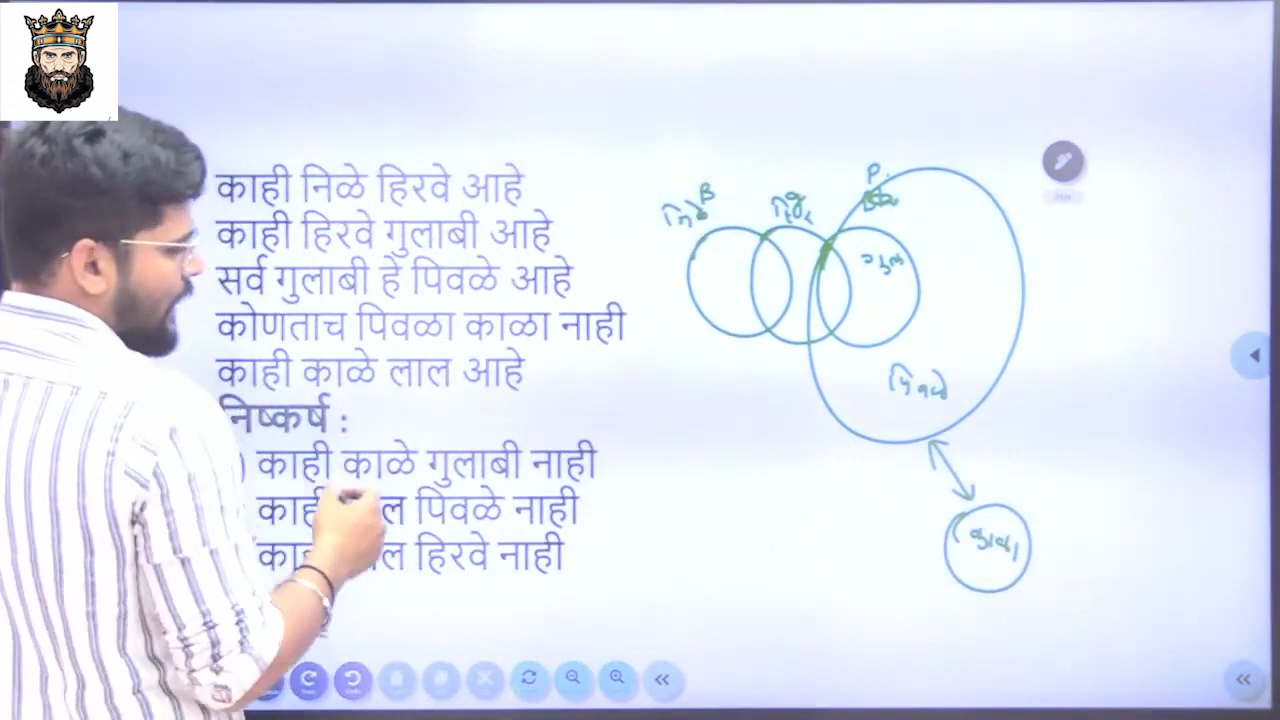 काही निळे हिरवे आहे
काही हिरवे गुलाबी आहे
सर्व गुलाबी हे पिवळे आहे
कोणताच पिवळा काळा नाही
काही काळे लाल आहे
निष्कर्ष :
) काही काळे गुलाबी नाही
पिवळे नाही
हिरवे नाही
B
P.
पिवळे
काळा